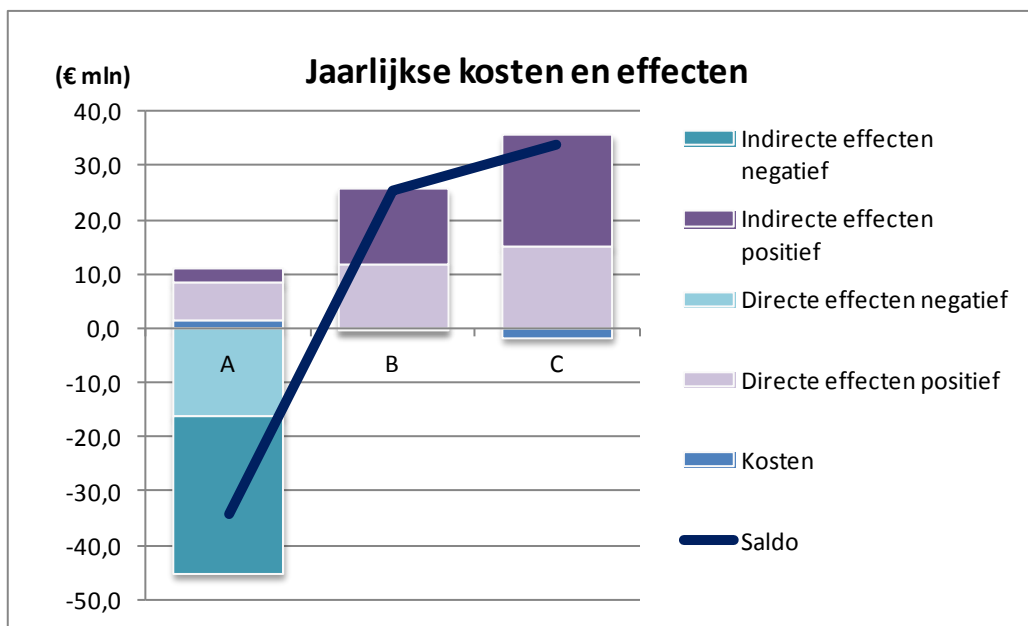 Jaarlijkse kosten en effecten
(€ mln)
40,0
30,0
20,0
10,0
0,0
-10,0
-20,0
-30,0
-40,0
-50,0
A
B
C
Indirecte effecten
negatief
Indirecte effecten
positief
Directe effecten negatief
Directe effecten positief
Kosten
Saldo